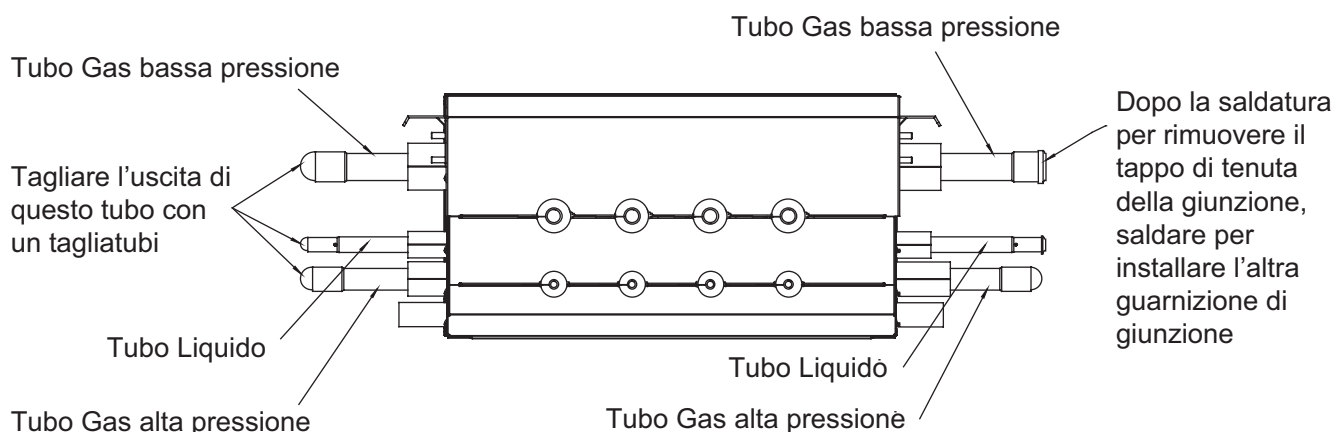 Tubo Gas bassa pressione
Tubo Gas bassa pressione
Tagliare l’uscita di
questo tubo con
un tagliatubi
Dopo la saldatura
per rimuovere il
tappo di tenuta
della giunzione,
saldare per
installare l’altra
guarnizione di
giunzione
Tubo Liquido
Tubo Liquido
Tubo Gas alta pressione
Tubo Gas alta pressione